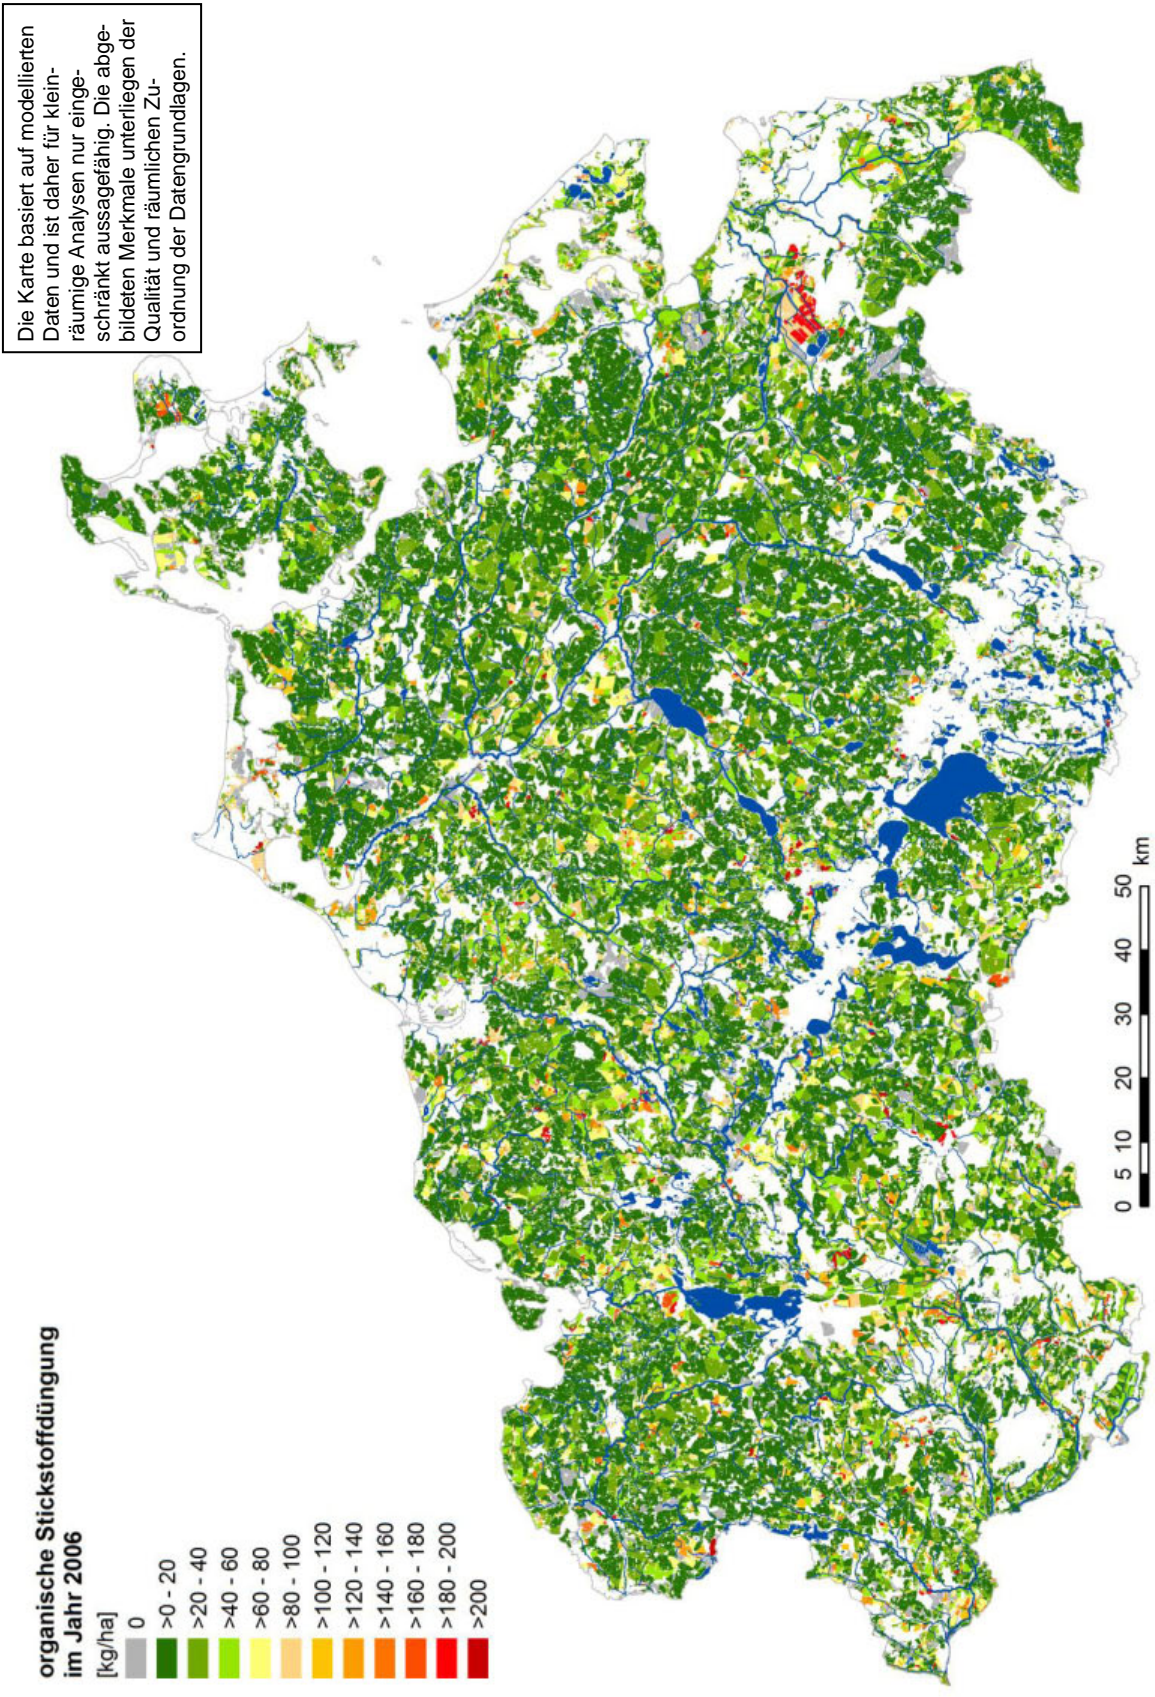 organische Stickstoffdüngung
im Jahr 2006
[kg/ha]
0
>0 - 20
>20 - 40
>40 - 60
>60 - 80
>80 - 100
>100 - 120
>120 - 140
>140 - 160
>160 - 180
>180 - 200
>200
Die Karte basiert auf modellierten
Daten und ist daher für klein-
räumige Analysen nur einge-
schränkt aussagefähig. Die abge-
bildeten Merkmale unterliegen der
Qualität und räumlichen Zu-
ordnung der Datengrundlagen.
0 5 10 20 30 40 50 km